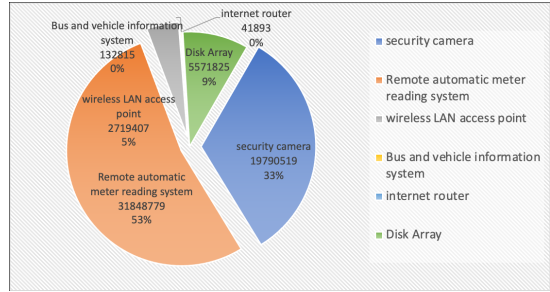 internet router
41893
0%
Bus and vehicle information
system
132815
0%
Disk Array
5571825
9%
wireless LAN access
point
2719407
5%
security camera
19790519
33%
Remote automatic
meter reading system
31848779
53%
security camera
Remote automatic meter
reading system
wireless LAN access point
Bus and vehicle information
system
internet router
Disk Array